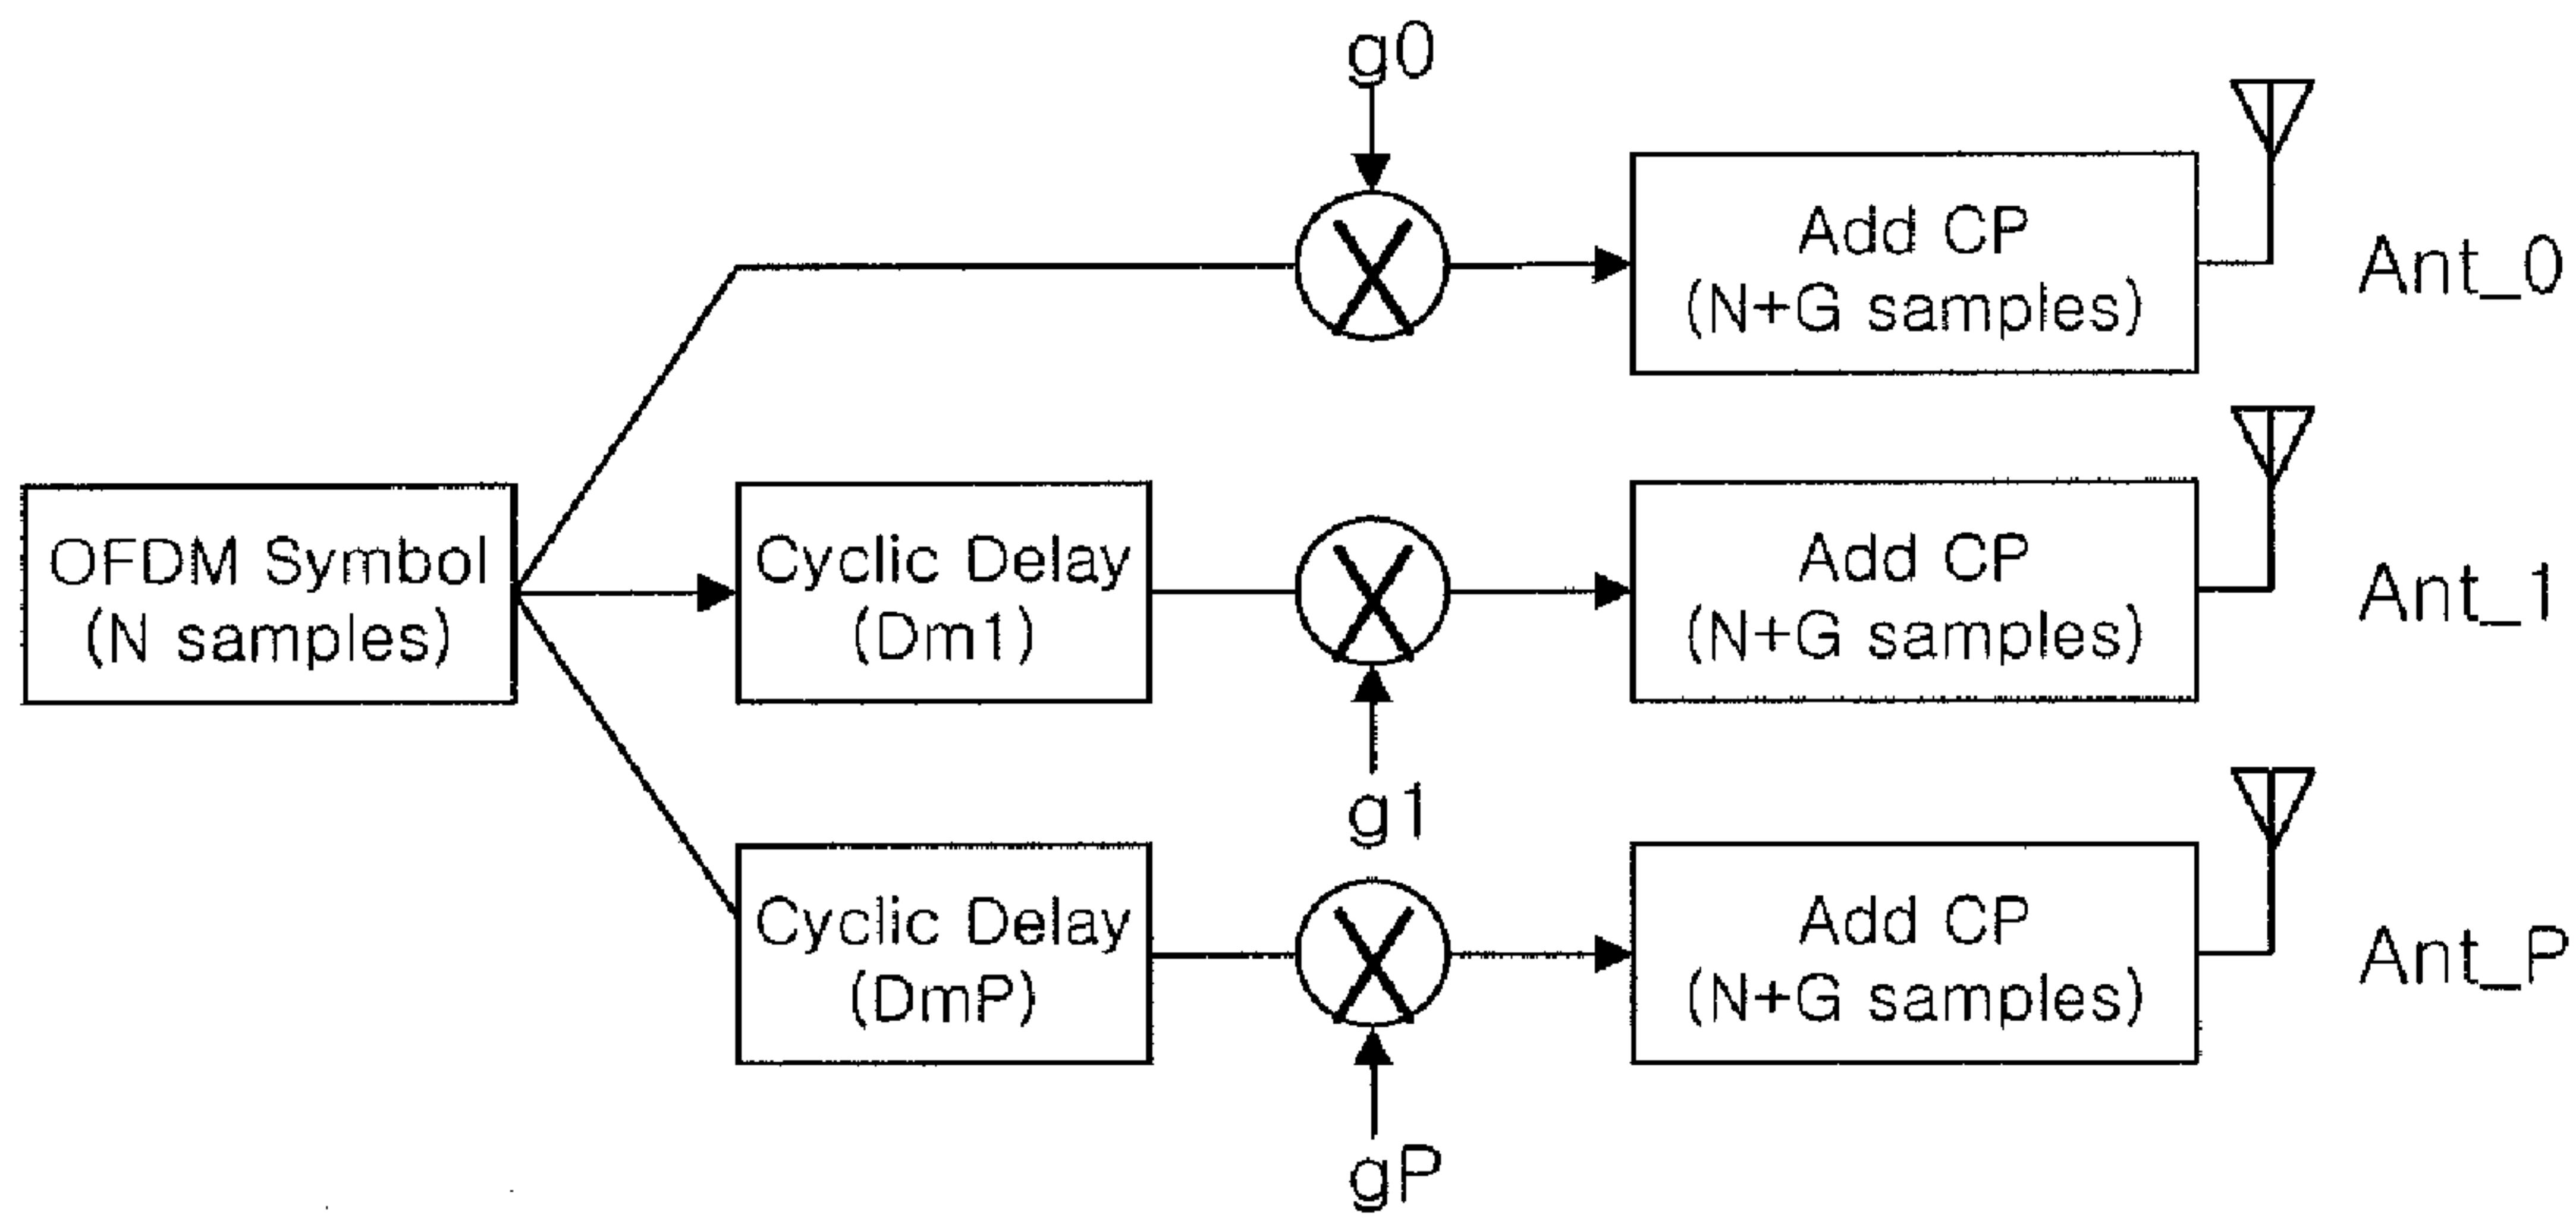 g0
Add CP
(N+G samples)
Ant_0
OFDM Symbol
(N samples)
Cyclic Delay
(Dm1)
g1
Add CP
(N+G samples)
Ant_1
Cyclic Delay
(DmP)
gP
Add CP
(N+G samples)
Ant_P